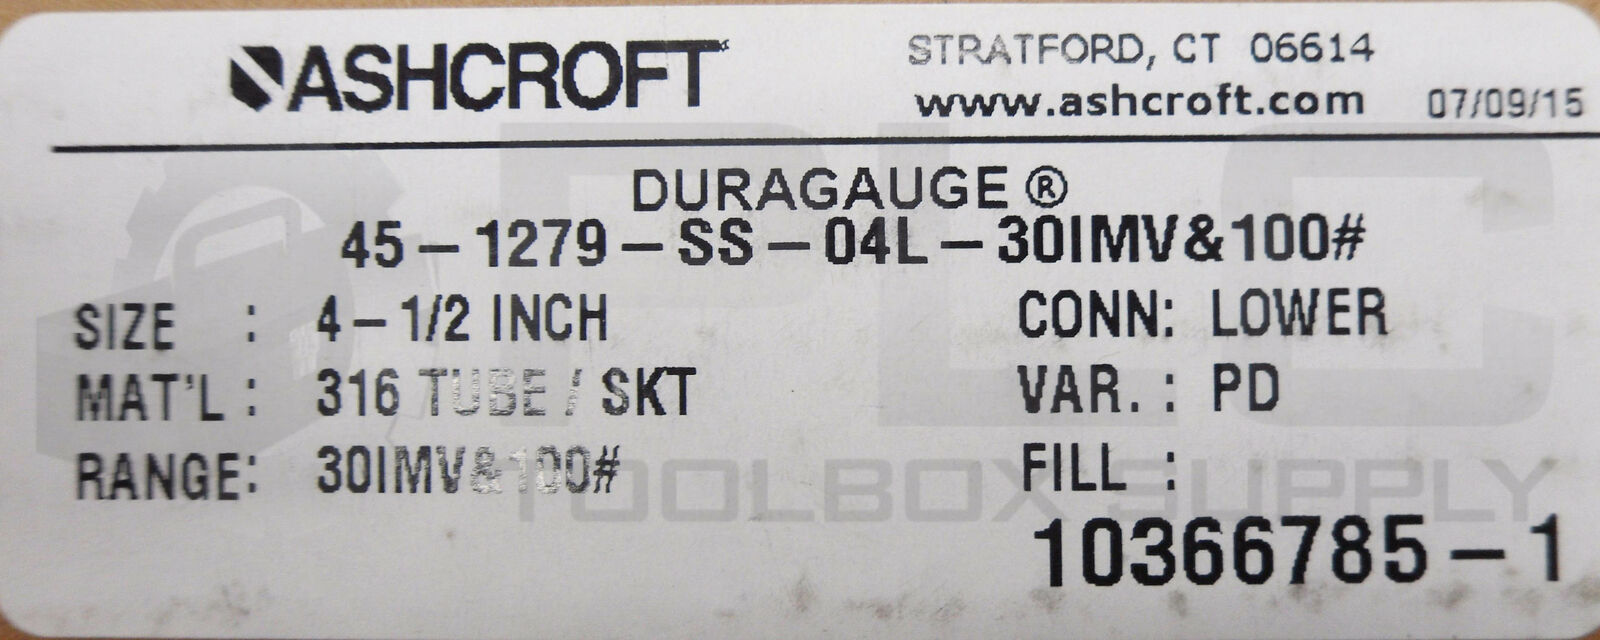 ASHCROFT
STRATFORD, CT 06614
www.ashcroft.com 07/09/15
DURAGAUGE®
45-1279-SS-04L-30IMV&100#
SIZE : 4-1/2 INCH
CONN: LOWER
MAT'L : 316 TUBE / SKT
VAR. : PD
RANGE: 30IMV&100#
FILL :
10366785-1
PLC
TOOLBOX SUPPLY